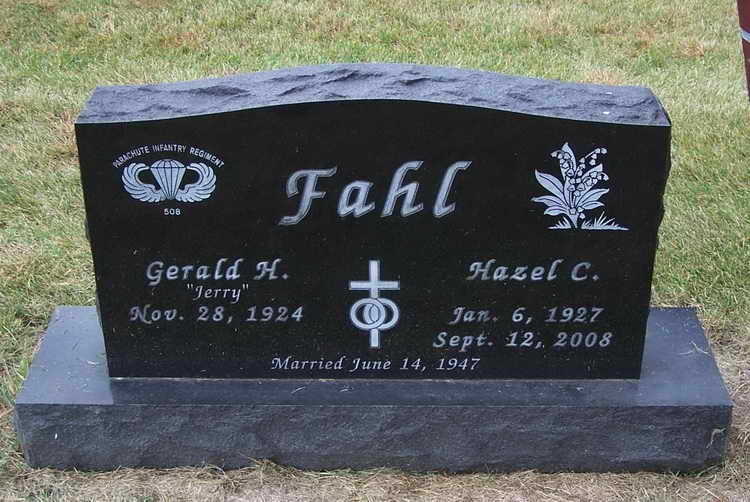 PARACHUTE INFANTRY REGIMENT
508
Fahl
Gerald H.
"Jerry"
Nov. 28, 1924
Hazel C.
Jan. 6, 1927
Sept. 12, 2008
Married June 14, 1947